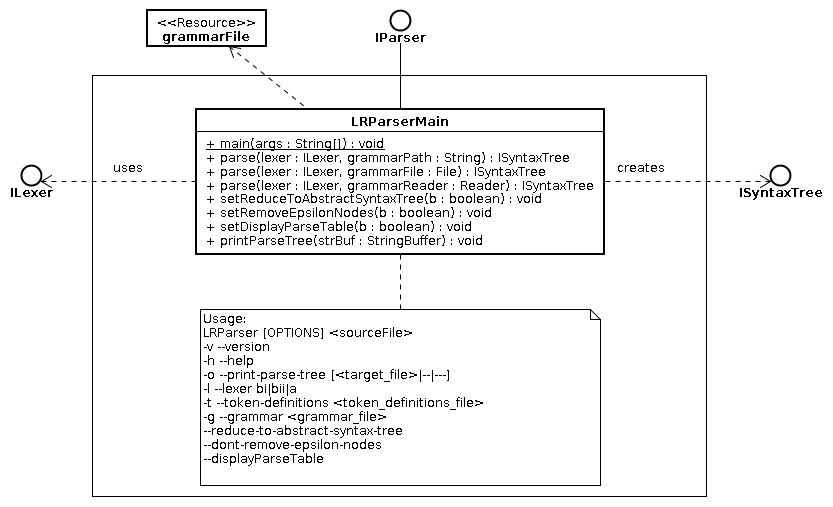 <<Resource>>
grammarFile
IParser
LRParserMain
+ main(args : String[]) : void
+ parse(lexer : ILexer, grammarPath : String) : ISyntaxTree
+ parse(lexer : ILexer, grammarFile : File) : ISyntaxTree
+ parse(lexer : ILexer, grammarReader : Reader) : ISyntaxTree
+ setReduceToAbstractSyntaxTree(b : boolean) : void
+ setRemoveEpsilonNodes(b : boolean) : void
+ setDisplayParseTable(b : boolean) : void
+ printParseTree(strBuf : StringBuffer) : void
uses
creates
ILexer
ISyntaxTree
Usage:
LRParser [OPTIONS] <sourceFile>
-v --version
-h --help
-o --print-parse-tree [<target_file>|--|---]
-l --lexer bi|bii|a
-t --token-definitions <token_definitions_file>
-g --grammar <grammar_file>
--reduce-to-abstract-syntax-tree
--dont-remove-epsilon-nodes
--displayParseTable